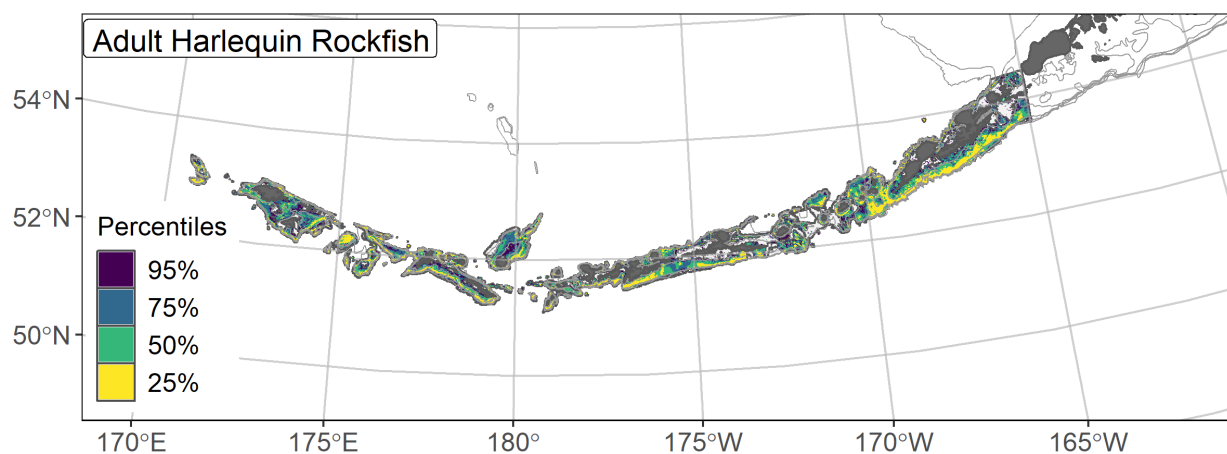 Adult Harlequin Rockfish
54°N
52°N
50°N
Percentiles
95%
75%
50%
25%
170°E
175°E
180°
175°W
170°W
165°W